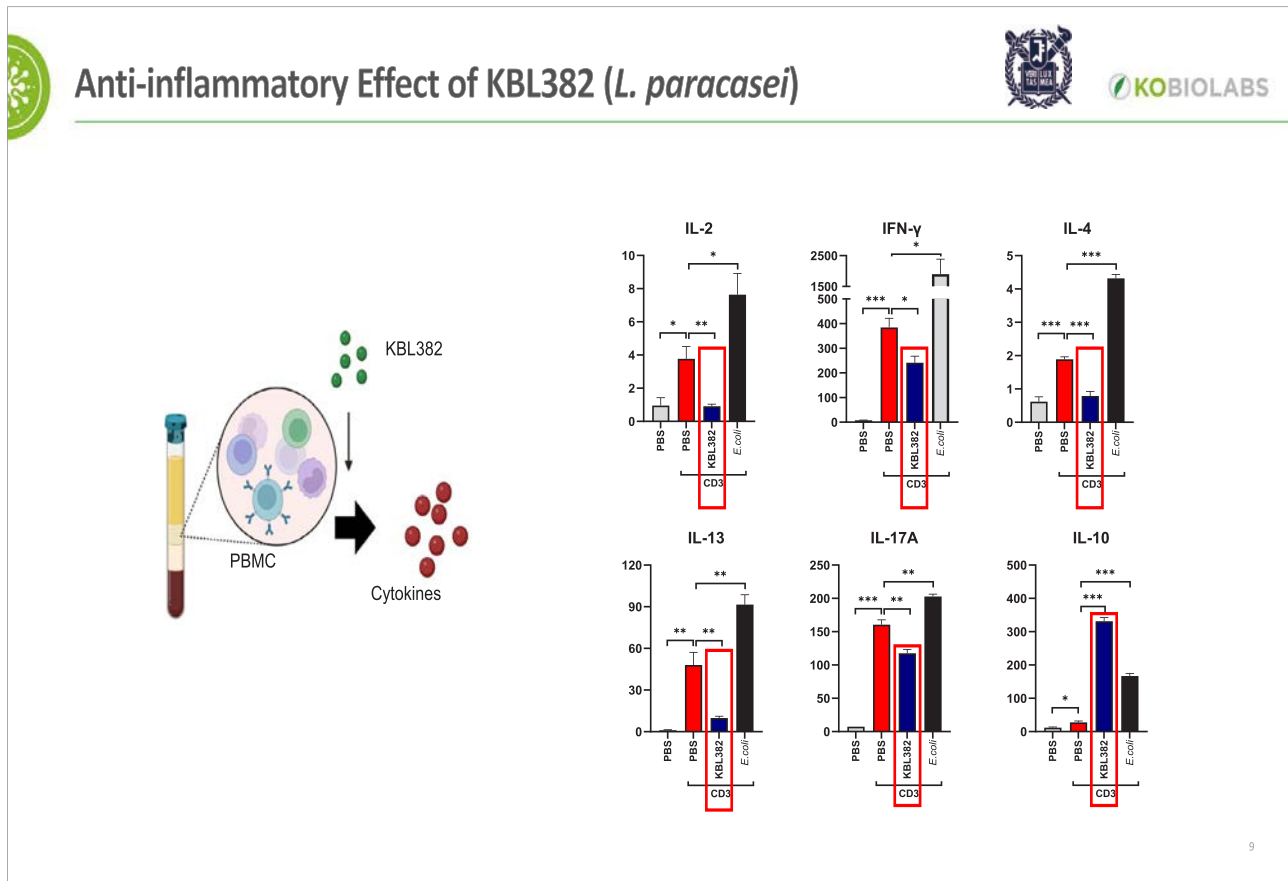 Anti-inflammatory Effect of KBL382 (L. paracasei)
KOBIOLABS
KBL382
PBMC
Cytokines
IL-2
10
8
6
4
2
0
*
*
**
PBS
PBS
KBL382
E.coli
CD3
IFN-γ
2500
1500
500
400
300
200
100
0
*
***
*
PBS
PBS
KBL382
E.coli
CD3
IL-4
5
4
3
2
1
0
***
***
***
PBS
PBS
KBL382
E.coli
CD3
IL-13
120
90
60
30
0
**
**
**
PBS
PBS
KBL382
E.coli
CD3
IL-17A
250
200
150
100
50
0
**
***
**
PBS
PBS
KBL382
E.coli
CD3
IL-10
500
400
300
200
100
0
***
***
*
PBS
PBS
KBL382
E.coli
CD3
9